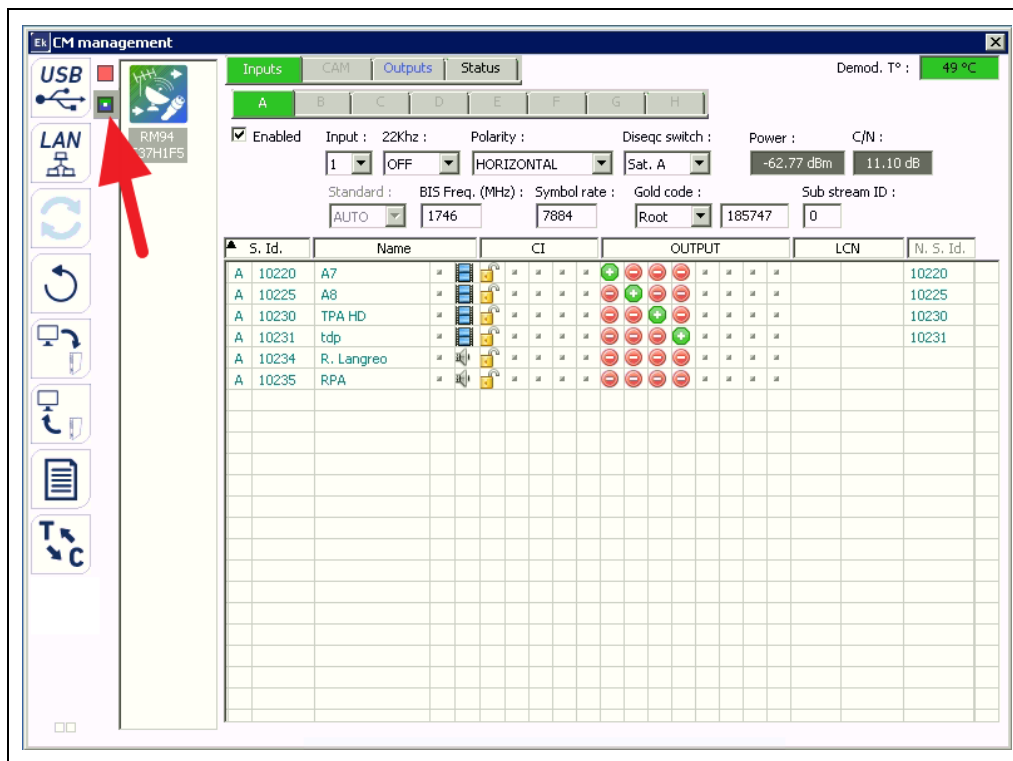 Ek CM management
USB
LAN
T C
RM94
37H1F5
Inputs CAM Outputs Status
Demod. Tº : 49 ºC
A B C D E F G H
Enabled Input : 22Khz : Polarity : Diseqc switch : Power : C/N :
1 OFF HORIZONTAL Sat. A -62.77 dBm 11.10 dB
Standard : BIS Freq. (MHz) : Symbol rate : Gold code : Sub stream ID :
AUTO 1746 7884 Root 185747 0
S. Id. Name CI OUTPUT LCN N. S. Id.
A 10220 A7 10220
A 10225 A8 10225
A 10230 TPA HD 10230
A 10231 tdp 10231
A 10234 R. Langreo
A 10235 RPA